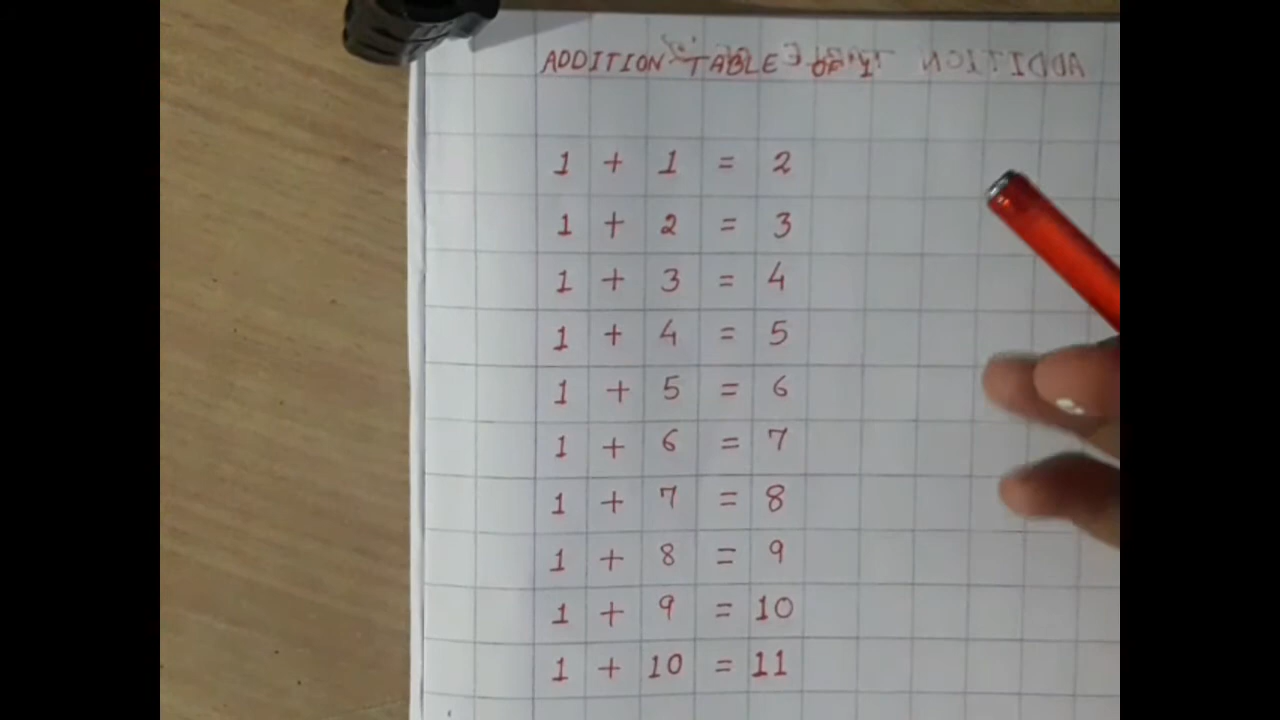 ADDITION TABLE OF 1
1 + 1 = 2
1 + 2 = 3
1 + 3 = 4
1 + 4 = 5
1 + 5 = 6
1 + 6 = 7
1 + 7 = 8
1 + 8 = 9
1 + 9 = 10
1 + 10 = 11